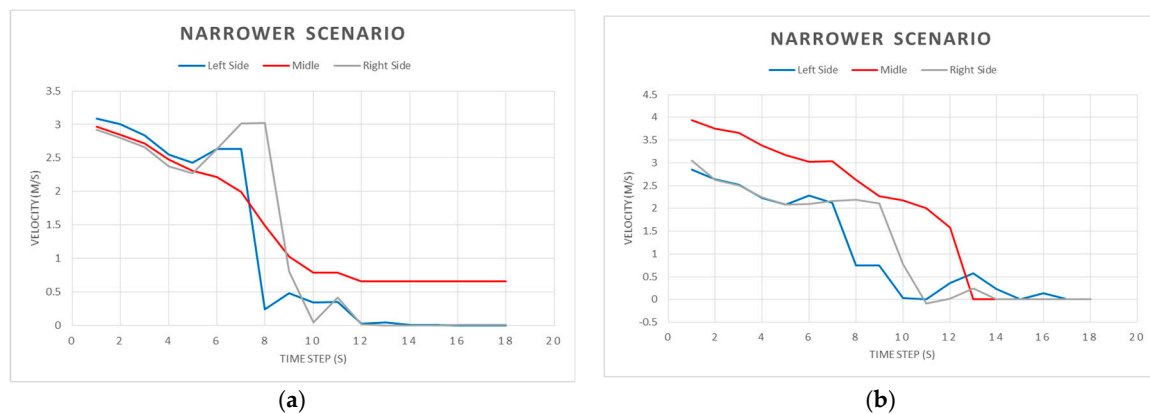 NARROWER SCENARIO
Left Side Midle Right Side
3.5
3
2.5
2
1.5
1
0.5
0
VELOCITY (M/S)
0 2 4 6 8 10 12 14 16 18 20
TIME STEP (S)
(a)
NARROWER SCENARIO
Left Side Midle Right Side
4.5
4
3.5
3
2.5
2
1.5
1
0.5
0
-0.5
VELOCITY (M/S)
0 2 4 6 8 10 12 14 16 18 20
TIME STEP (S)
(b)